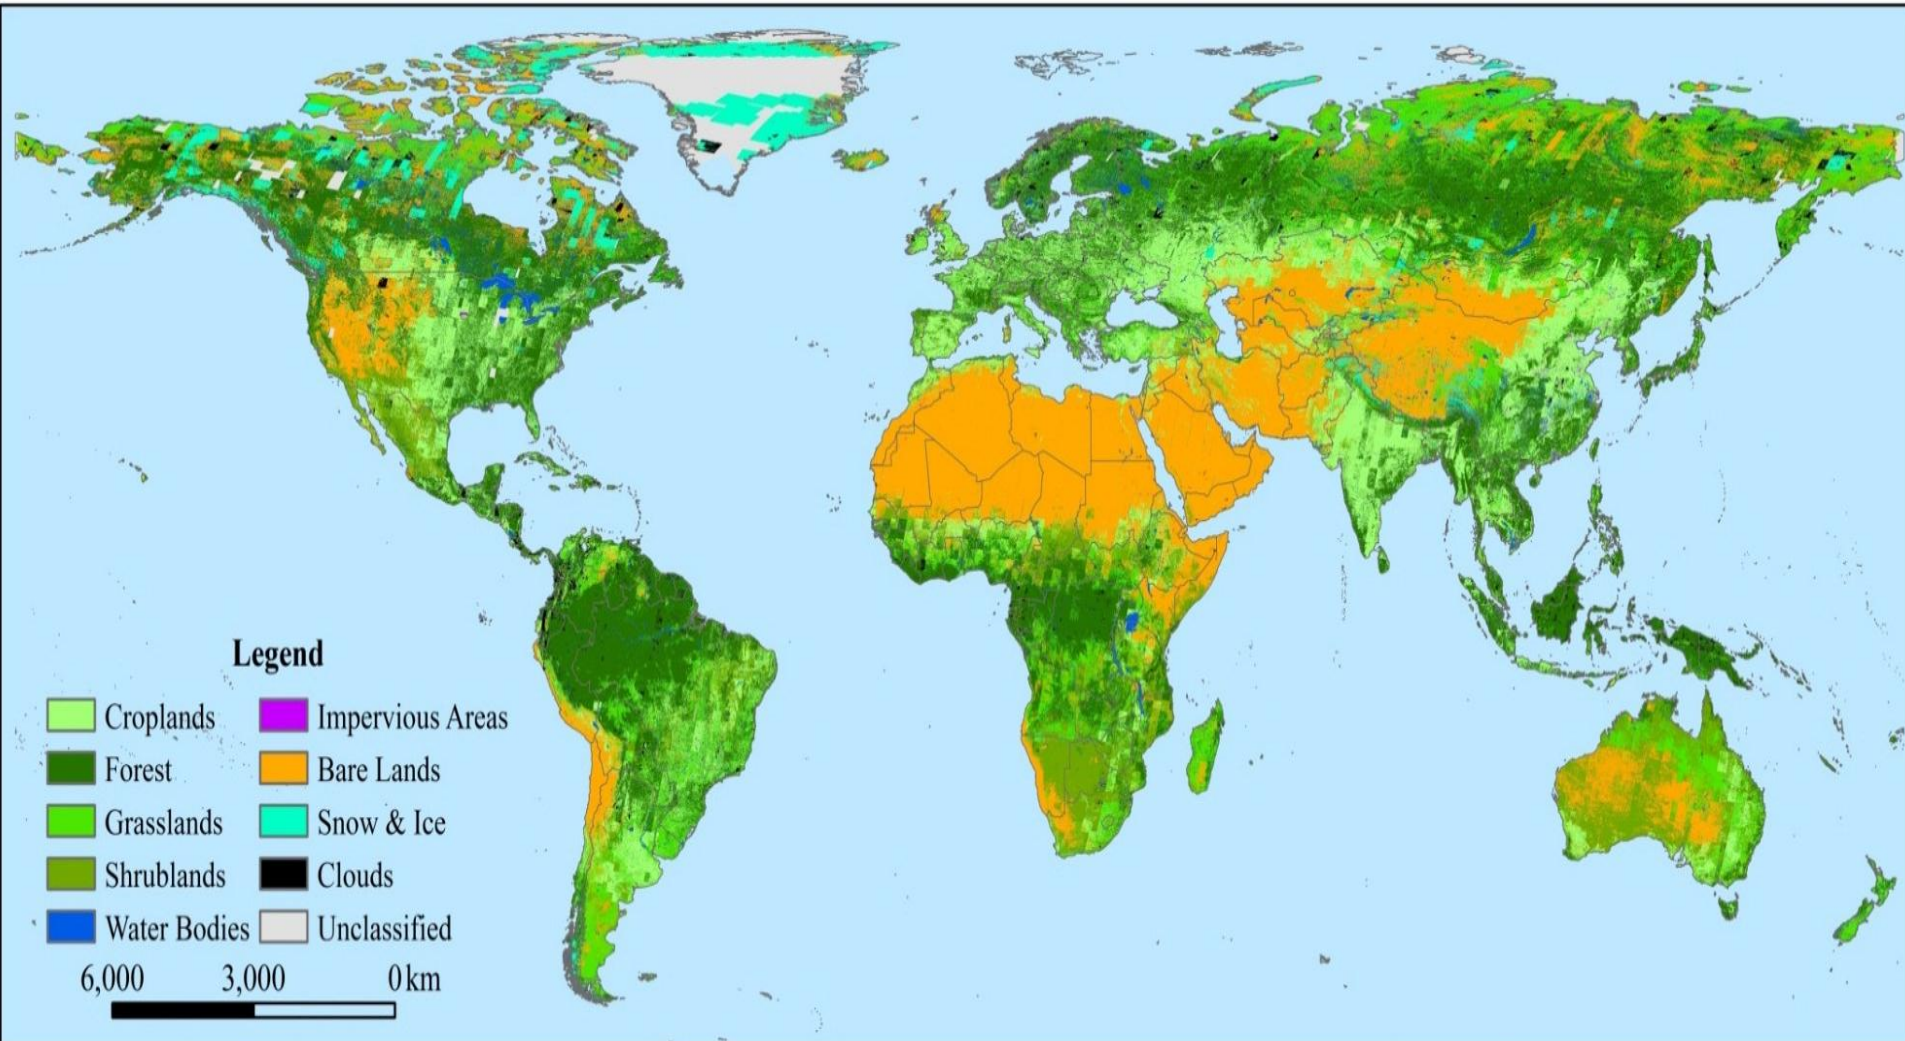 Legend
Croplands
Impervious Areas
Forest
Bare Lands
Grasslands
Snow & Ice
Shrublands
Clouds
Water Bodies
Unclassified
6,000 3,000 0 km